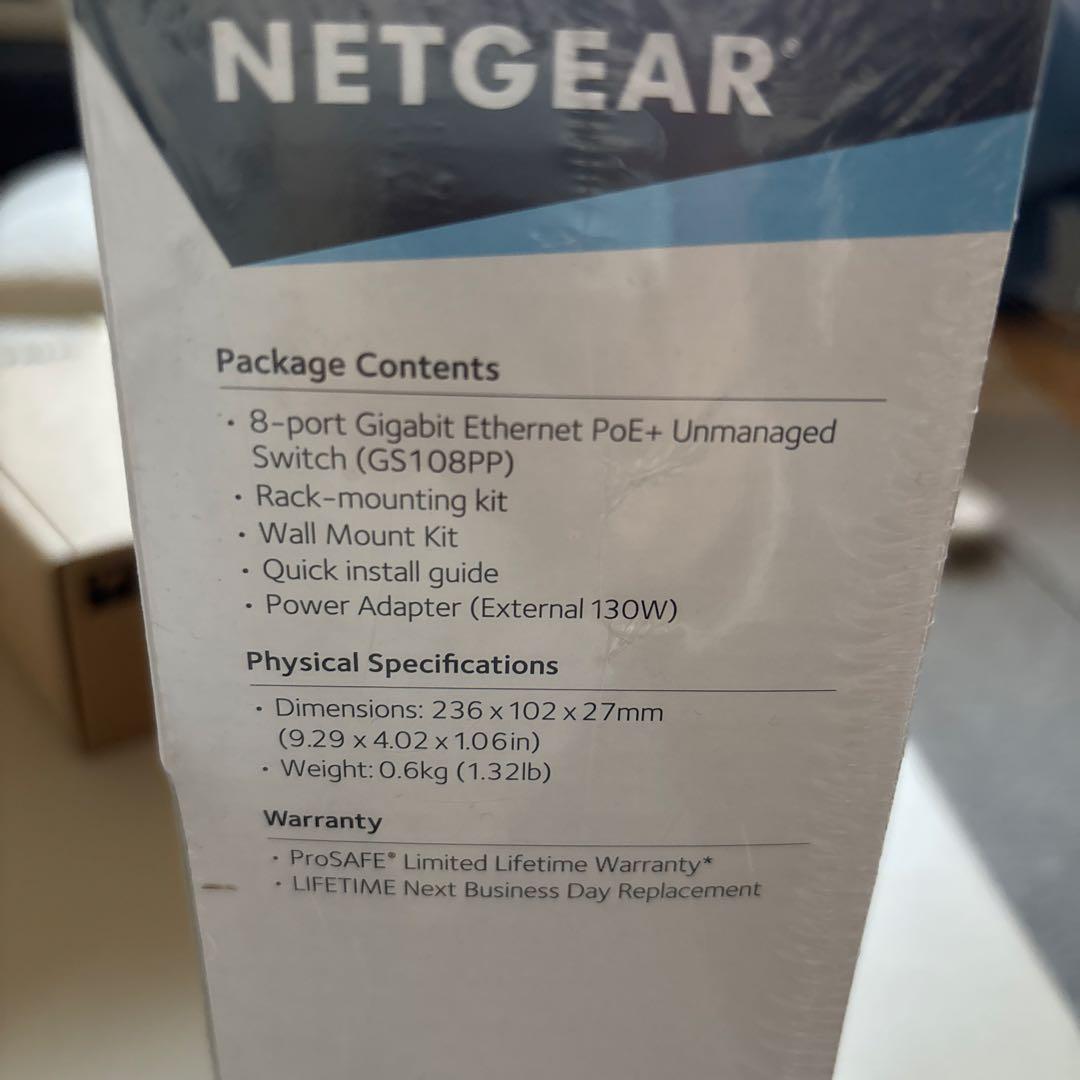 NETGEAR®
Package Contents
· 8-port Gigabit Ethernet PoE+ Unmanaged
Switch (GS108PP)
· Rack-mounting kit
· Wall Mount Kit
· Quick install guide
· Power Adapter (External 130W)
Physical Specifications
· Dimensions: 236 x 102 x 27mm
(9.29 x 4.02 x 1.06in)
· Weight: 0.6kg (1.32lb)
Warranty
· ProSAFE® Limited Lifetime Warranty*
· LIFETIME Next Business Day Replacement